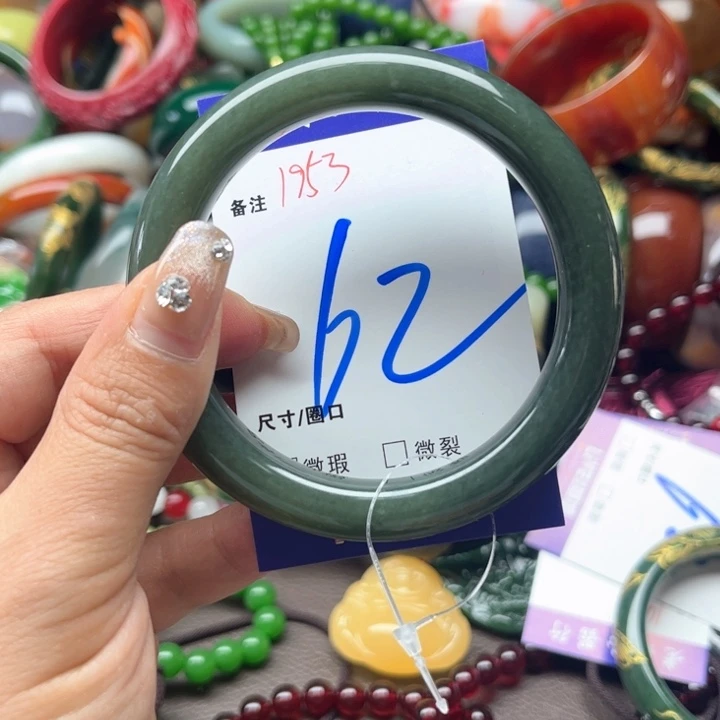 备注 1953
62
尺寸/圈口
微瑕 微裂